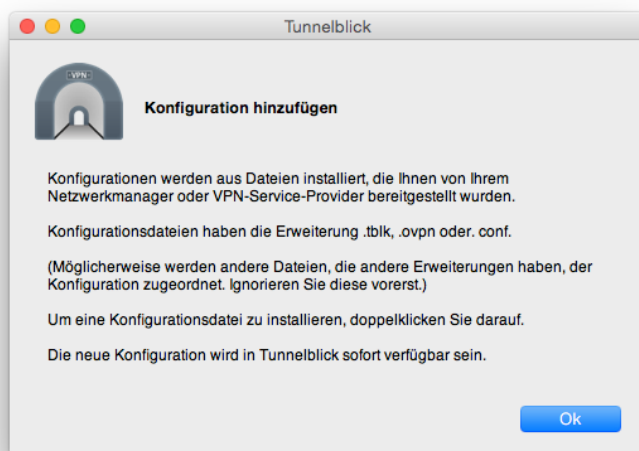 Tunnelblick
VPN
Konfiguration hinzufügen
Konfigurationen werden aus Dateien installiert, die Ihnen von Ihrem
Netzwerkmanager oder VPN-Service-Provider bereitgestellt wurden.
Konfigurationsdateien haben die Erweiterung .tblk, .ovpn oder. conf.
(Möglicherweise werden andere Dateien, die andere Erweiterungen haben, der
Konfiguration zugeordnet. Ignorieren Sie diese vorerst.)
Um eine Konfigurationsdatei zu installieren, doppelklicken Sie darauf.
Die neue Konfiguration wird in Tunnelblick sofort verfügbar sein.
Ok